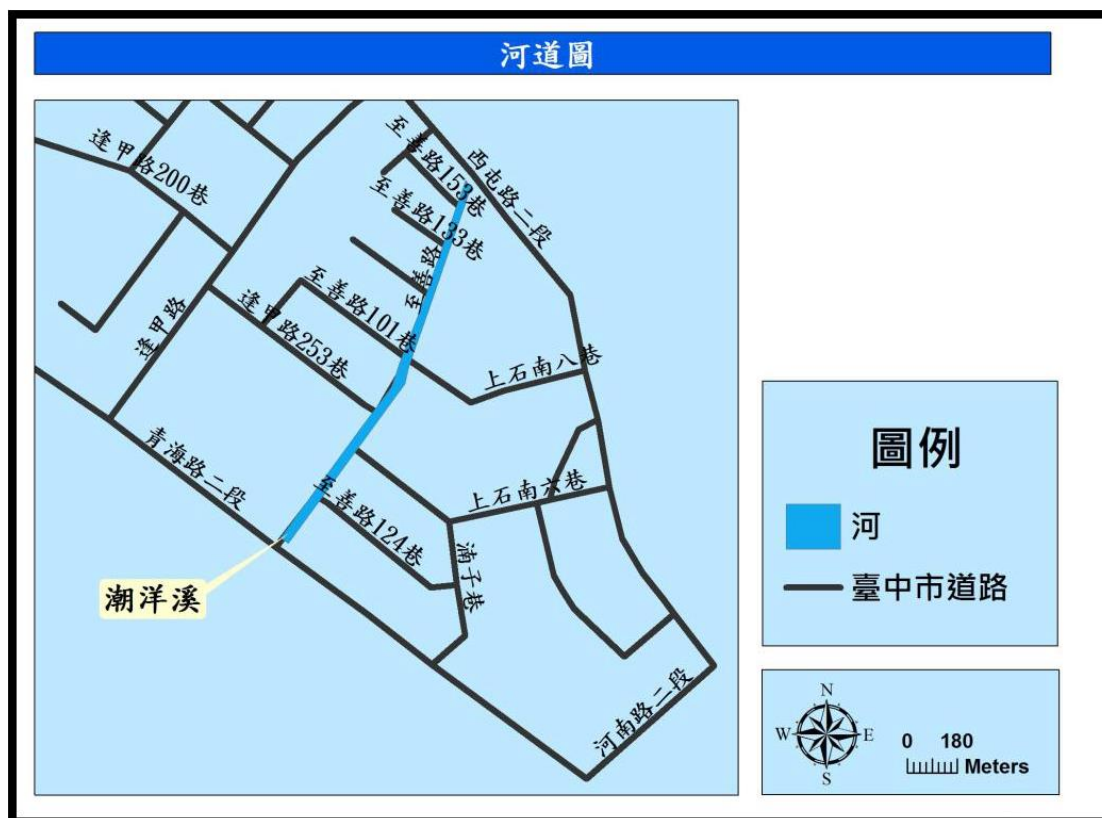 河道圖
至善路153巷
西屯路二段
逢甲路200巷
至善路133巷
至善路
至善路101巷
逢甲路253巷
逢甲路
上石南八巷
青海路二段
至善路124巷
上石南六巷
湳子巷
潮洋溪
河南路二段
圖例
河
臺中市道路
N
W
E
S
0 180
Meters